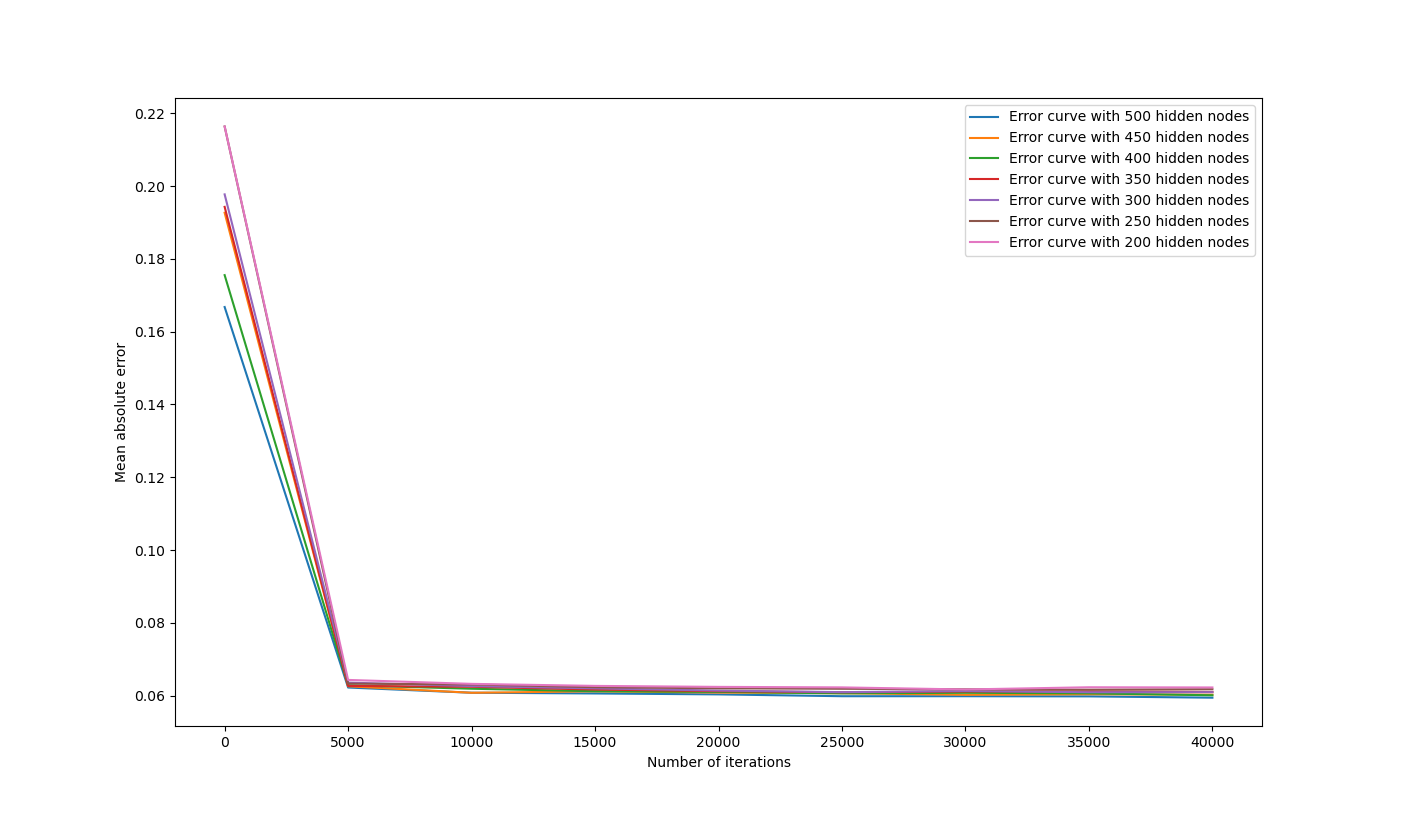 0.22
0.20
0.18
0.16
0.14
0.12
0.10
0.08
0.06
Mean absolute error
Error curve with 500 hidden nodes
Error curve with 450 hidden nodes
Error curve with 400 hidden nodes
Error curve with 350 hidden nodes
Error curve with 300 hidden nodes
Error curve with 250 hidden nodes
Error curve with 200 hidden nodes
0 5000 10000 15000 20000 25000 30000 35000 40000
Number of iterations